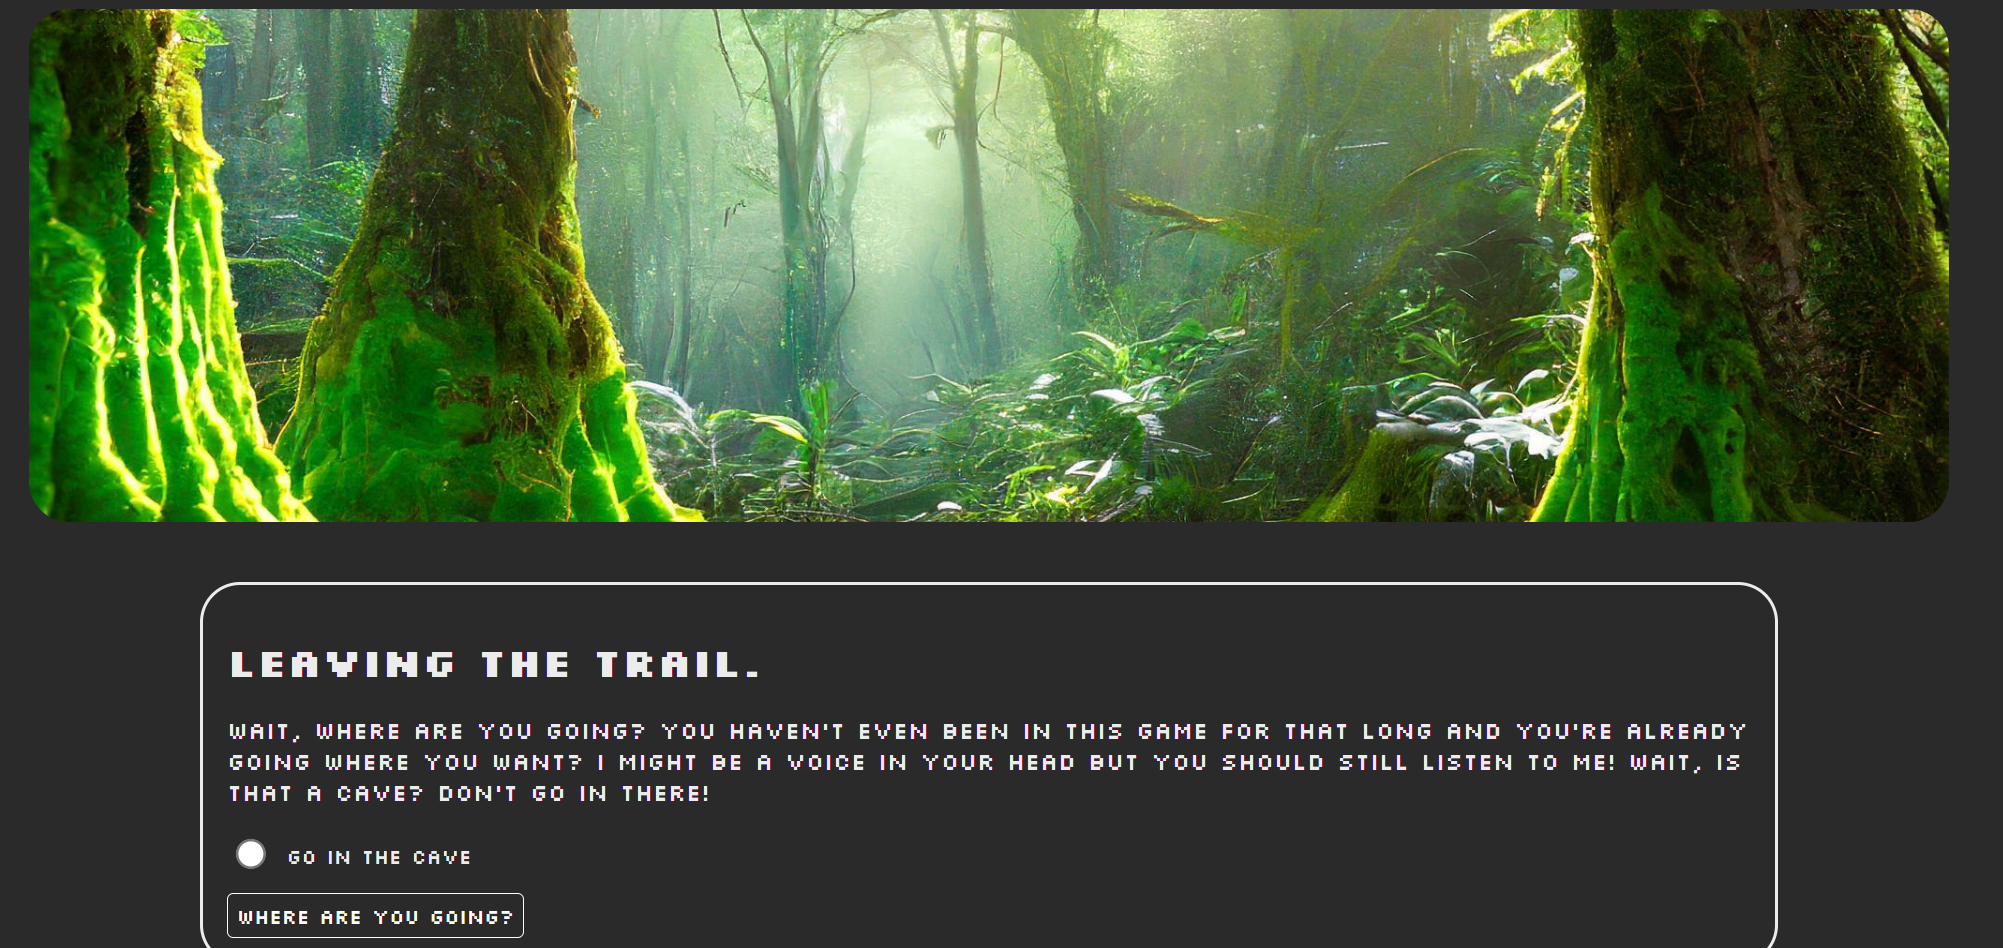 LEAVING THE TRAIL.
WAIT, WHERE ARE YOU GOING? YOU HAVEN'T EVEN BEEN IN THIS GAME FOR THAT LONG AND YOU'RE ALREADY
GOING WHERE YOU WANT? I MIGHT BE A VOICE IN YOUR HEAD BUT YOU SHOULD STILL LISTEN TO ME! WAIT, IS
THAT A CAVE? DON'T GO IN THERE!
GO IN THE CAVE
WHERE ARE YOU GOING?